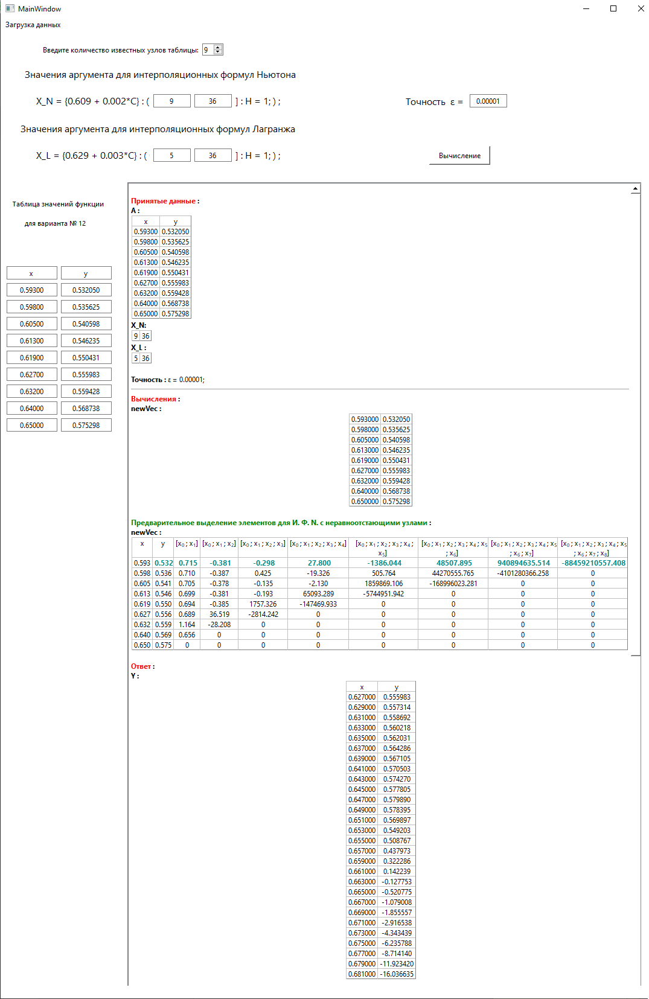 MainWindow
Загрузка данных
Введите количество известных узлов таблицы: 9
Значения аргумента для интерполяционных формул Ньютона
X_N = {0.609 + 0.002*C} : ( 9 36 ] : H = 1; ) ; Точность ε = 0.00001
Значения аргумента для интерполяционных формул Лагранжа
X_L = {0.629 + 0.003*C} : ( 5 36 ] : H = 1; ) ; Вычисление
Таблица значений функции
для варианта № 12
x y
0.59300 0.532050
0.59800 0.535625
0.60500 0.540598
0.61300 0.546235
0.61900 0.550431
0.62700 0.555983
0.63200 0.559428
0.64000 0.568738
0.65000 0.575298
Принятые данные :
A :
x y
0.59300 0.532050
0.59800 0.535625
0.60500 0.540598
0.61300 0.546235
0.61900 0.550431
0.62700 0.555983
0.63200 0.559428
0.64000 0.568738
0.65000 0.575298
X_N:
9 36
X_L :
5 36
Точность : ε = 0.00001;
Вычисления :
newVec :
0.593000 0.532050
0.598000 0.535625
0.605000 0.540598
0.613000 0.546235
0.619000 0.550431
0.627000 0.555983
0.632000 0.559428
0.640000 0.568738
0.650000 0.575298
Предварительное выделение элементов для И. Ф. N. с неравноотстающими узлами :
newVec :
x y [x₀ ; x₁] [x₀ ; x₁ ; x₂] [x₀ ; x₁ ; x₂ ; x₃] [x₀ ; x₁ ; x₂ ; x₃ ; x₄] [x₀ ; x₁ ; x₂ ; x₃ ; x₄ ; x₅] [x₀ ; x₁ ; x₂ ; x₃ ; x₄ ; x₅ ; x₆] [x₀ ; x₁ ; x₂ ; x₃ ; x₄ ; x₅ ; x₆ ; x₇] [x₀ ; x₁ ; x₂ ; x₃ ; x₄ ; x₅ ; x₆ ; x₇ ; x₈]
0.593 0.532 0.715 -0.381 -0.298 27.800 -1386.044 48507.895 940894635.514 -88459210557.408
0.598 0.536 0.710 -0.387 0.425 -19.326 505.764 44270555.765 -4101280366.258 0
0.605 0.541 0.705 -0.378 -0.135 -2.130 1859869.106 -168996023.281 0 0
0.613 0.546 0.699 -0.381 -0.193 65093.289 -5744951.942 0 0 0
0.619 0.550 0.694 -0.385 1757.326 -147469.933 0 0 0 0
0.627 0.556 0.689 36.519 -2814.242 0 0 0 0 0
0.632 0.559 1.164 -28.208 0 0 0 0 0 0
0.640 0.569 0.656 0 0 0 0 0 0 0
0.650 0.575 0 0 0 0 0 0 0 0
Ответ :
Y :
x y
0.627000 0.555983
0.629000 0.557314
0.631000 0.558692
0.633000 0.560218
0.635000 0.562031
0.637000 0.564286
0.639000 0.567105
0.641000 0.570503
0.643000 0.574270
0.645000 0.577805
0.647000 0.579890
0.649000 0.578395
0.651000 0.569897
0.653000 0.549203
0.655000 0.508767
0.657000 0.437973
0.659000 0.322286
0.661000 0.142239
0.663000 -0.127753
0.665000 -0.520775
0.667000 -1.079008
0.669000 -1.855557
0.671000 -2.916538
0.673000 -4.343439
0.675000 -6.235788
0.677000 -8.714140
0.679000 -11.923420
0.681000 -16.036635